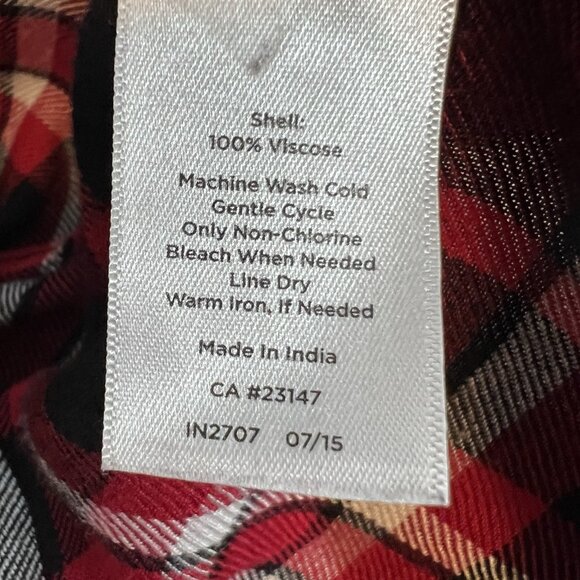 Shell:
100% Viscose
Machine Wash Cold
Gentle Cycle
Only Non-Chlorine
Bleach When Needed
Line Dry
Warm Iron, If Needed
Made In India
CA #23147
IN2707 07/15